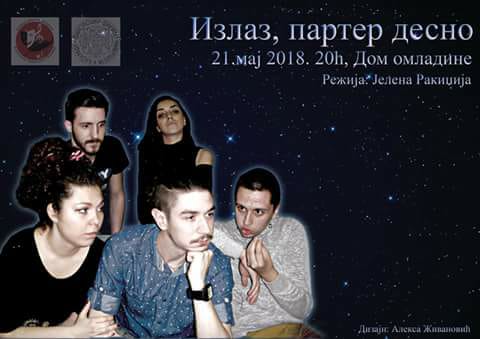 Излаз, партер десно
21.мај 2018. 20h, Дом омладине
Режија: Јелена Ракиџија
Дизајн: Алекса Живановић